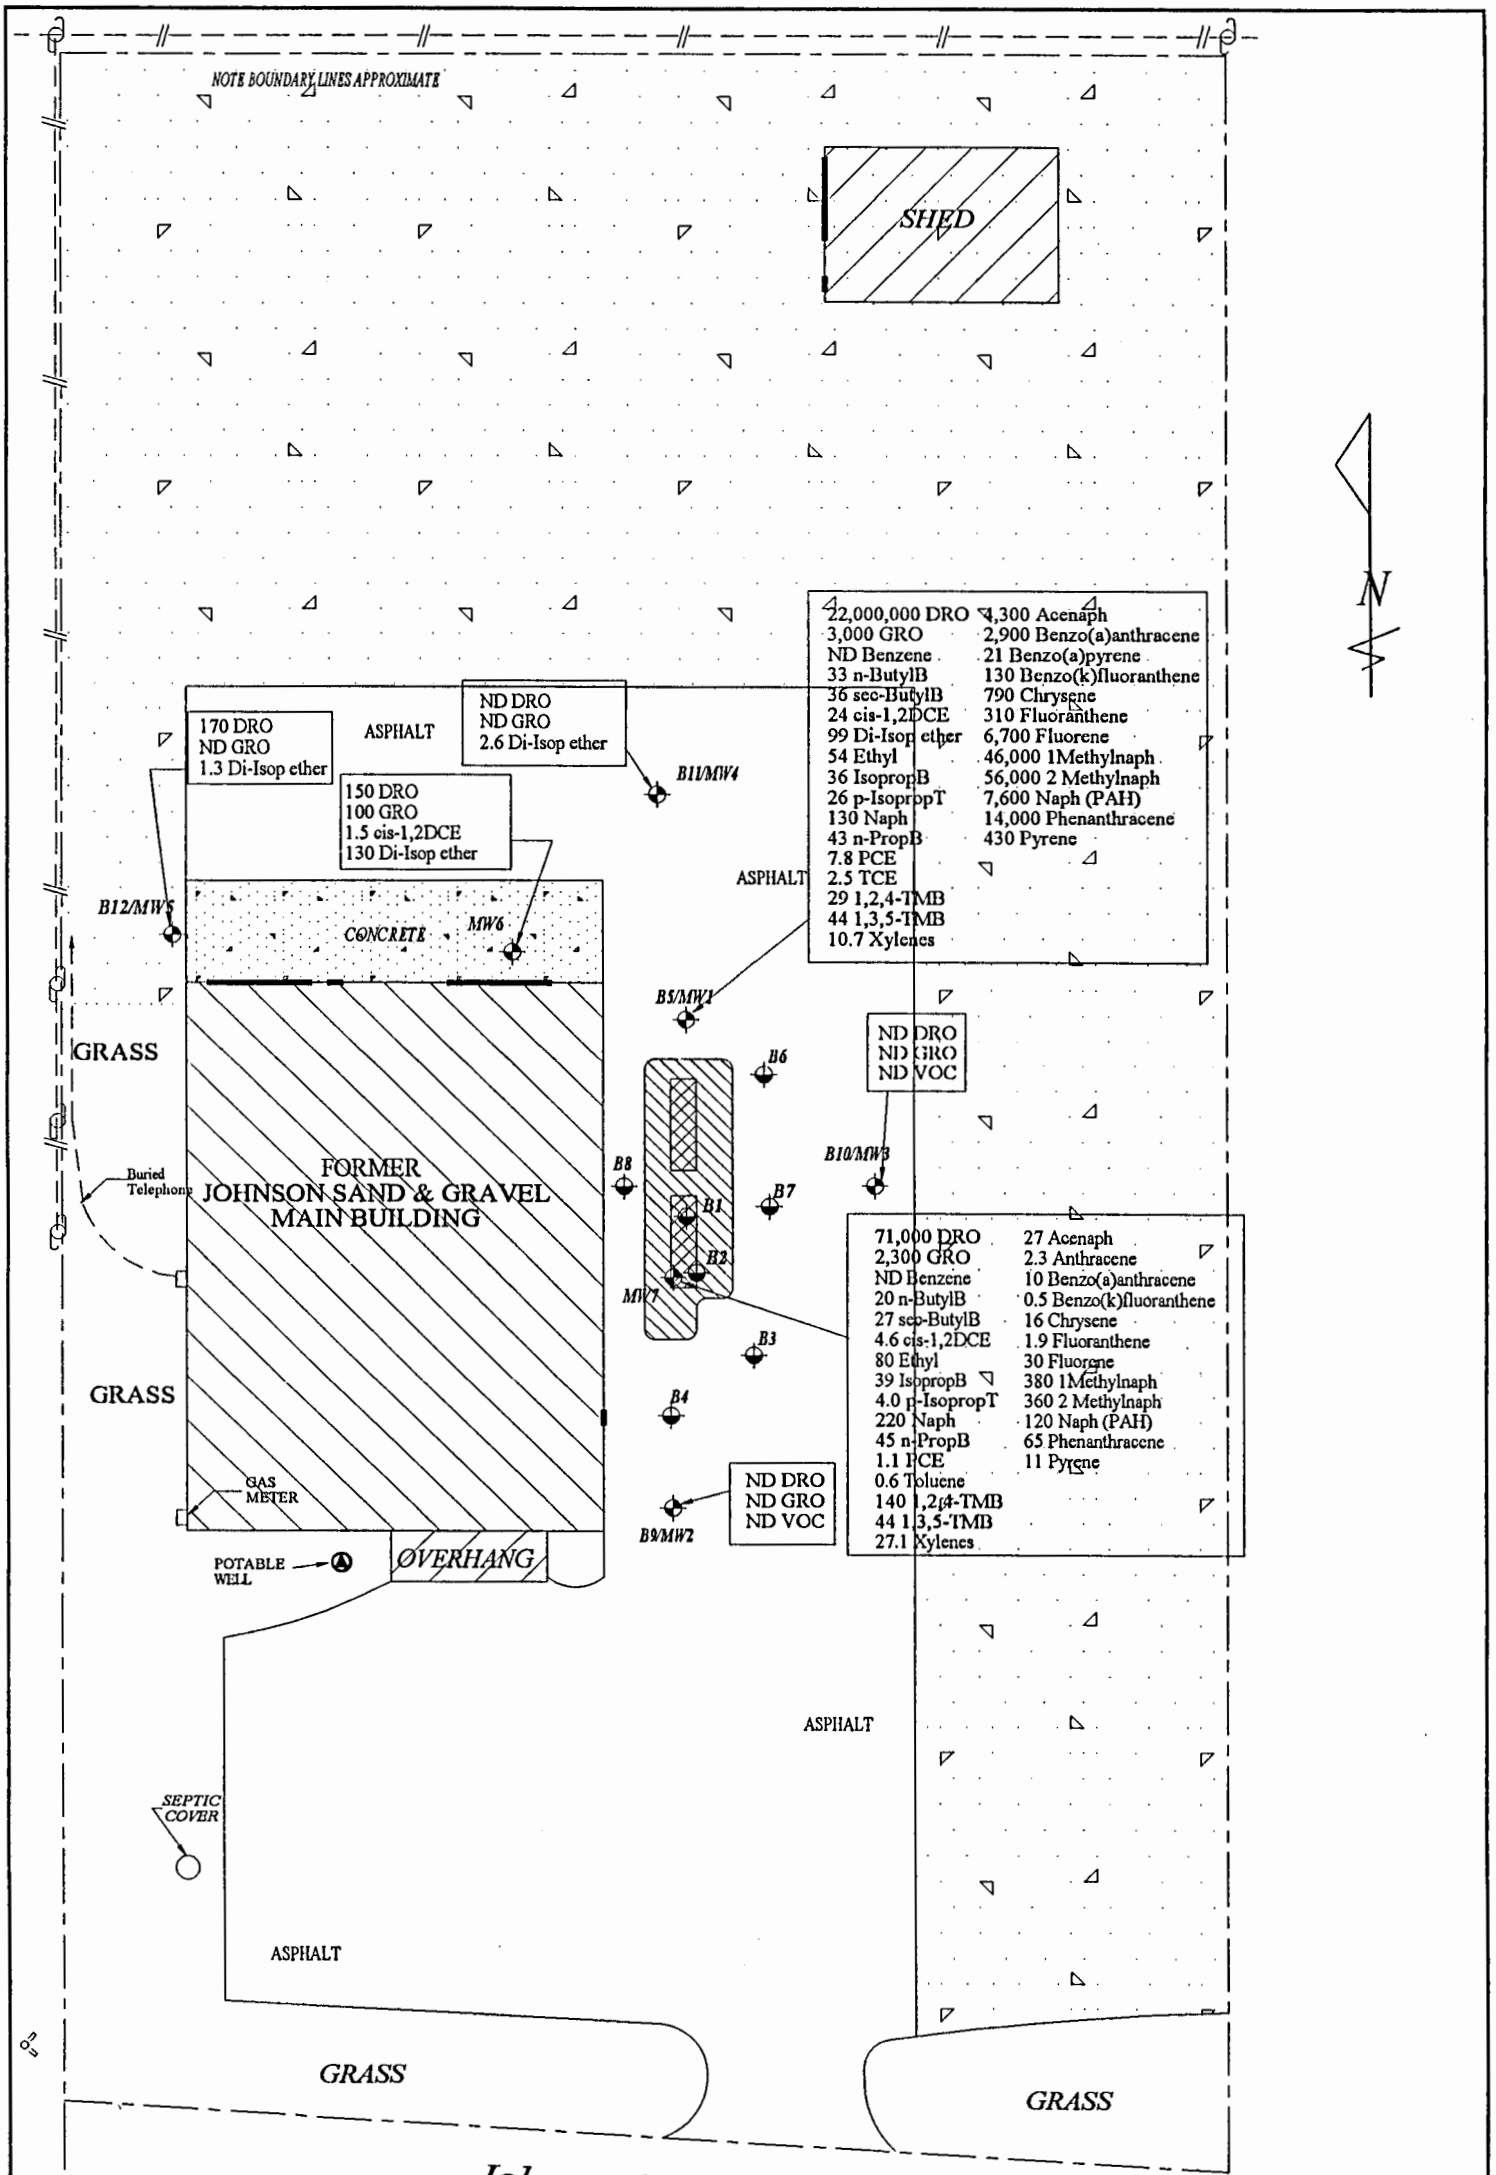 NOTE BOUNDARY LINES APPROXIMATE
SHED
N
22,000,000 DRO 4,300 Acenaph
3,000 GRO 2,900 Benzo(a)anthracene
ND Benzene 21 Benzo(a)pyrene
33 n-ButylB 130 Benzo(k)fluoranthene
36 sec-ButylB 790 Chrysene
24 cis-1,2DCE 310 Fluoranthene
99 Di-Isop ether 6,700 Fluorene
54 Ethyl 46,000 1Methylnaph
36 IsopropB 56,000 2 Methylnaph
26 p-IsopropT 7,600 Naph (PAH)
130 Naph 14,000 Phenanthracene
43 n-PropB 430 Pyrene
7.8 PCE
2.5 TCE
29 1,2,4-TMB
44 1,3,5-TMB
10.7 Xylenes
170 DRO
ND GRO
1.3 Di-Isop ether
ASPHALT
ND DRO
ND GRO
2.6 Di-Isop ether
B11/MW4
150 DRO
100 GRO
1.5 cis-1,2DCE
130 Di-Isop ether
ASPHALT
B12/MW5
CONCRETE
MW6
B5/MW1
GRASS
B6
ND DRO
ND GRO
ND VOC
B10/MW3
Buried
Telephone
FORMER
JOHNSON SAND & GRAVEL
MAIN BUILDING
B8
B7
B1
B2
MW7
B3
B4
71,000 DRO 27 Acenaph
2,300 GRO 2.3 Anthracene
ND Benzene 10 Benzo(a)anthracene
20 n-ButylB 0.5 Benzo(k)fluoranthene
27 sec-ButylB 16 Chrysene
4.6 cis-1,2DCE 1.9 Fluoranthene
80 Ethyl 30 Fluorene
39 IsopropB 380 1Methylnaph
4.0 p-IsopropT 360 2 Methylnaph
220 Naph 120 Naph (PAH)
45 n-PropB 65 Phenanthracene
1.1 PCE 11 Pyrene
0.6 Toluene
140 1,2,4-TMB
44 1,3,5-TMB
27.1 Xylenes
GRASS
GAS
METER
ND DRO
ND GRO
ND VOC
B9/MW2
POTABLE
WELL
OVERHANG
ASPHALT
SEPTIC
COVER
ASPHALT
GRASS
GRASS